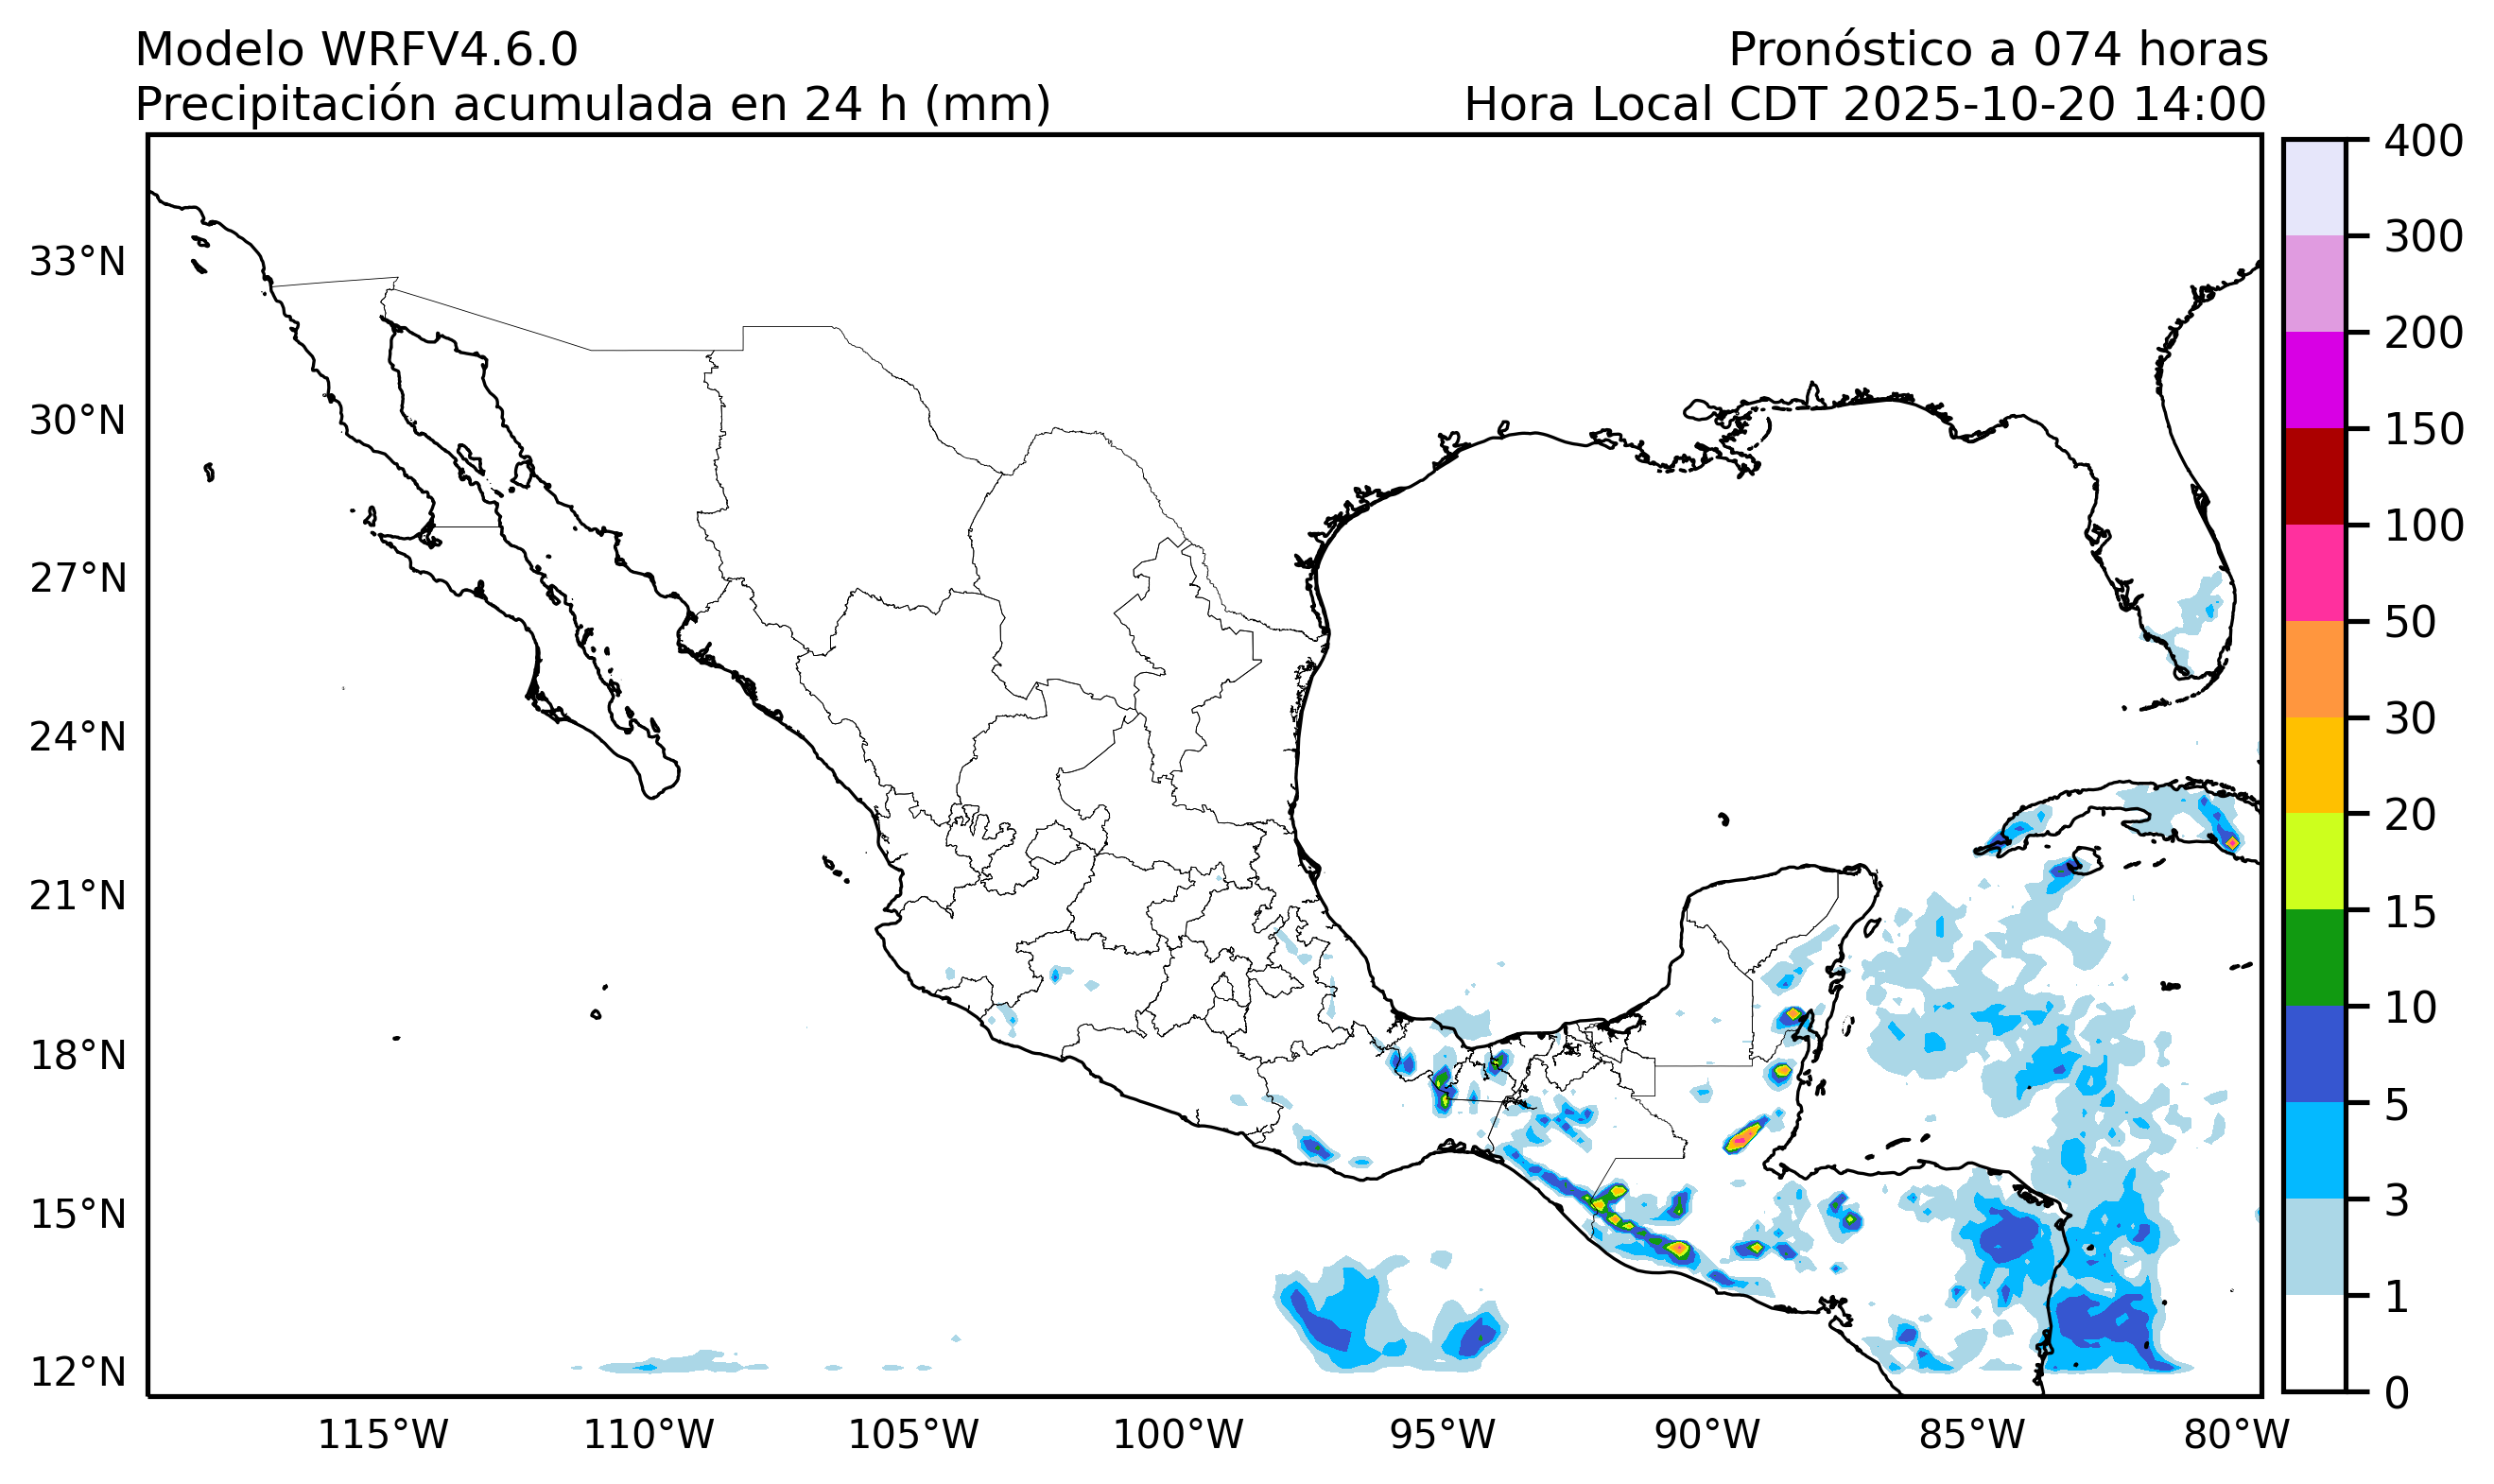 Modelo WRFV4.6.0
Pronóstico a 074 horas
Precipitación acumulada en 24 h (mm)
Hora Local CDT 2025-10-20 14:00
33°N
30°N
27°N
24°N
21°N
18°N
15°N
12°N
115°W
110°W
105°W
100°W
95°W
90°W
85°W
80°W
400
300
200
150
100
50
30
20
15
10
5
3
1
0